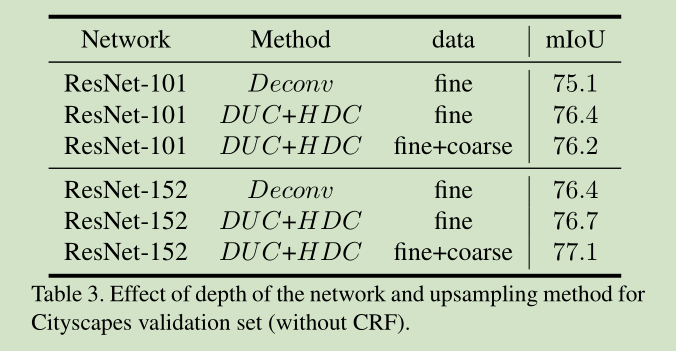 Network Method data mIoU
ResNet-101 Deconv fine 75.1
ResNet-101 DUC+HDC fine 76.4
ResNet-101 DUC+HDC fine+coarse 76.2
ResNet-152 Deconv fine 76.4
ResNet-152 DUC+HDC fine 76.7
ResNet-152 DUC+HDC fine+coarse 77.1
Table 3. Effect of depth of the network and upsampling method for
Cityscapes validation set (without CRF).